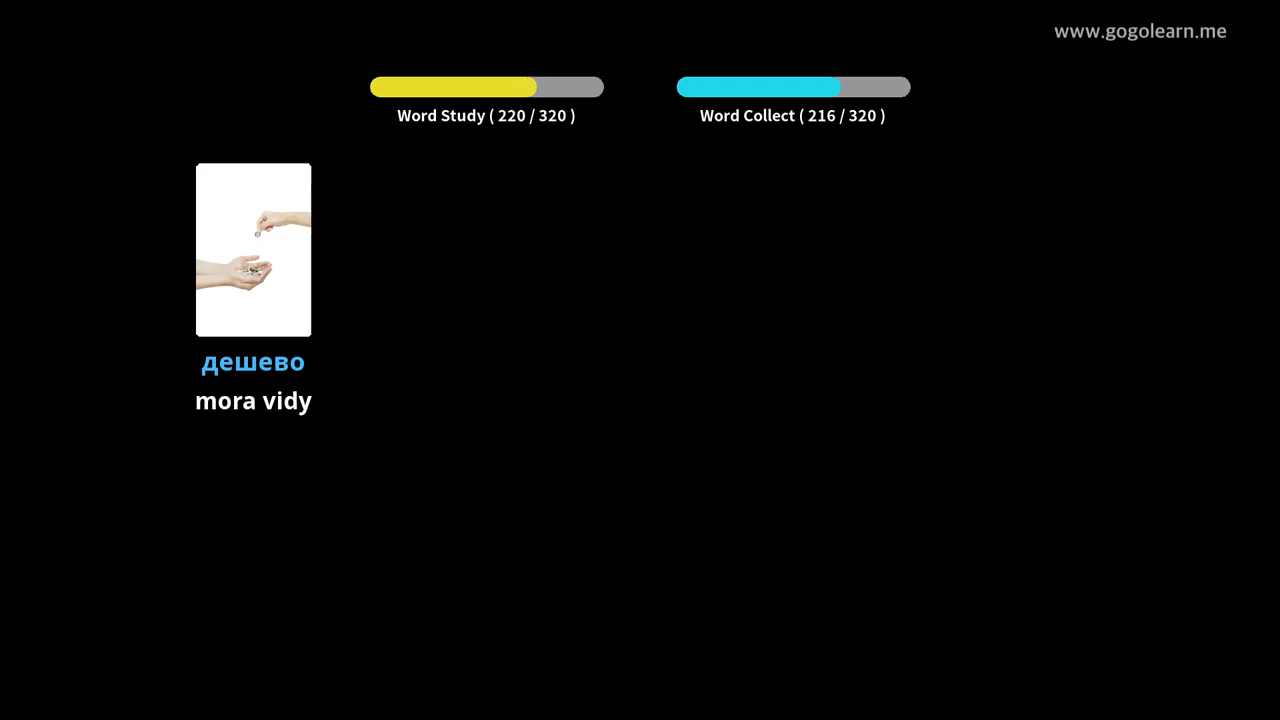 www.gogolearn.me
Word Study ( 220 / 320 )
Word Collect ( 216 / 320 )
дешево
mora vidy